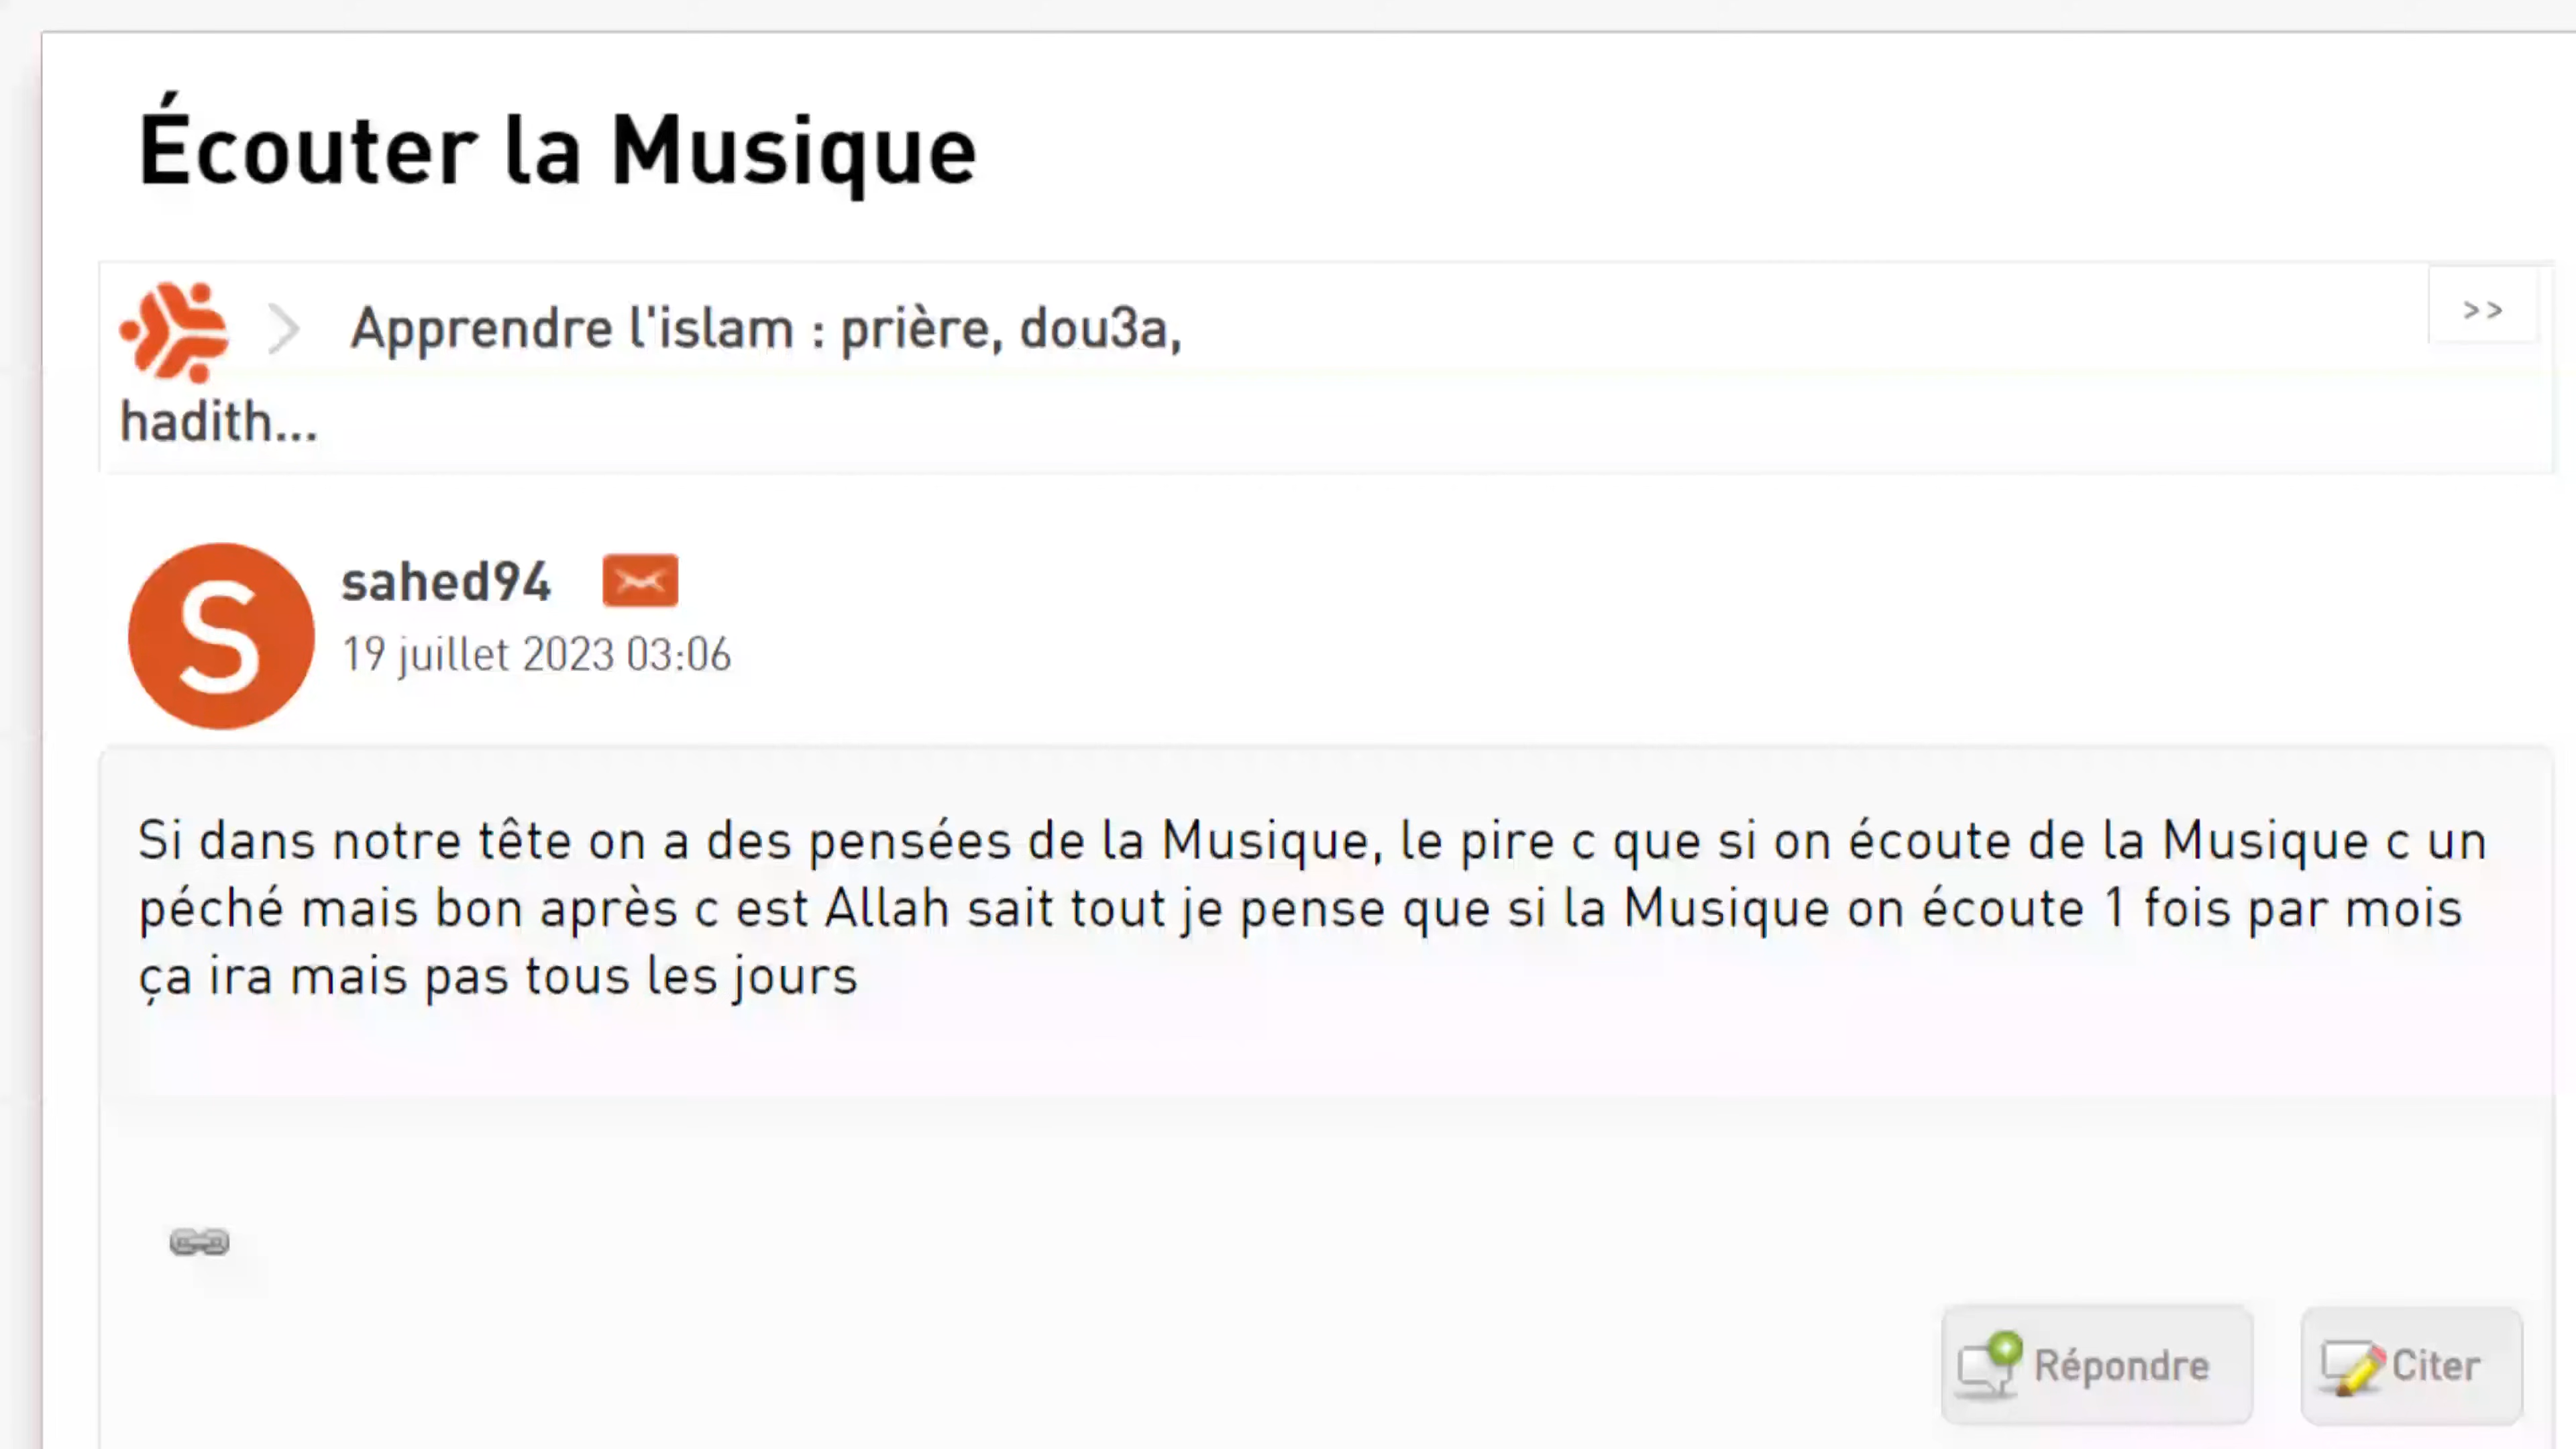 Écouter la Musique
Apprendre l'islam : prière, dou3a,
>>
hadith...
S
sahed94
19 juillet 2023 03:06
Si dans notre tête on a des pensées de la Musique, le pire c que si on écoute de la Musique c un
péché mais bon après c est Allah sait tout je pense que si la Musique on écoute 1 fois par mois
ça ira mais pas tous les jours
Répondre
Citer